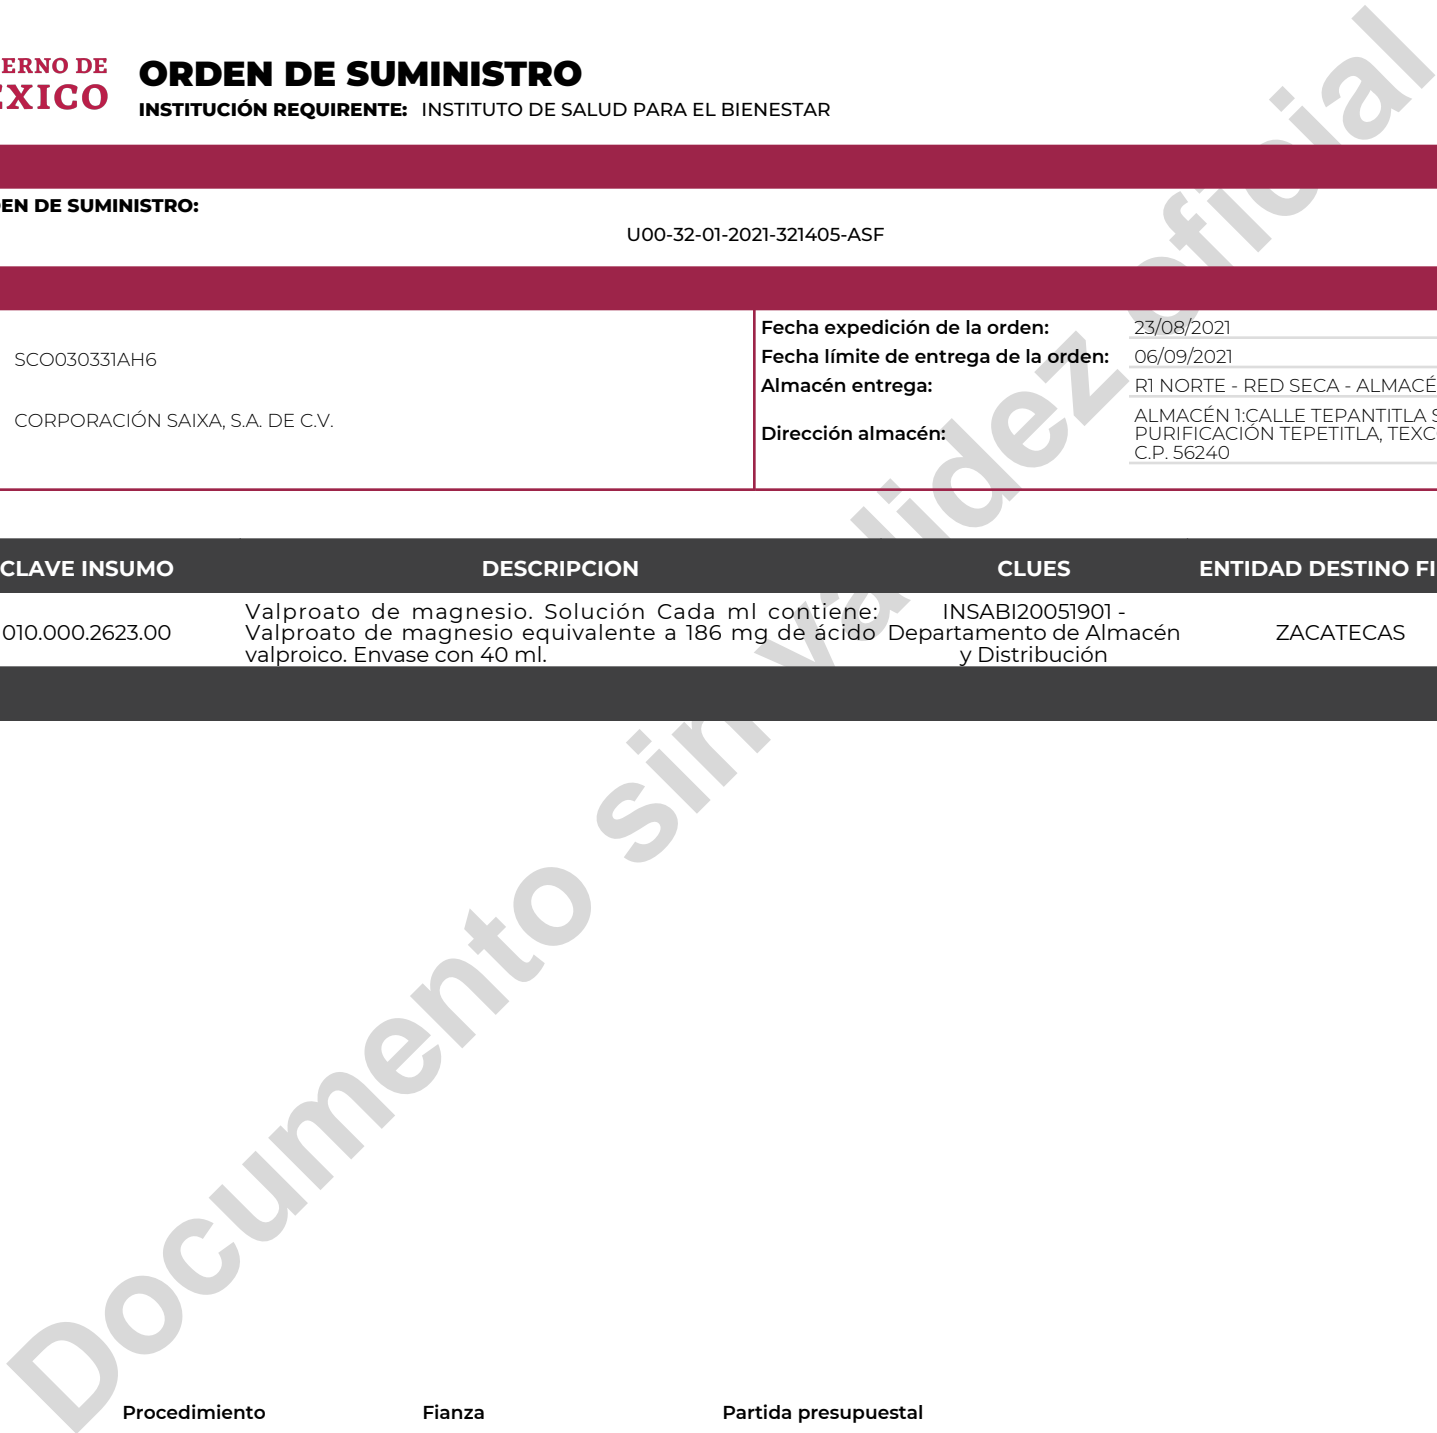 ERNO DE
ÉXICO
ORDEN DE SUMINISTRO
INSTITUCIÓN REQUIRENTE: INSTITUTO DE SALUD PARA EL BIENESTAR
EN DE SUMINISTRO:
U00-32-01-2021-321405-ASF
SCO030331AH6
CORPORACIÓN SAIXA, S.A. DE C.V.
Fecha expedición de la orden: 23/08/2021
Fecha límite de entrega de la orden: 06/09/2021
Almacén entrega: R1 NORTE - RED SECA - ALMACÉ
Dirección almacén: ALMACÉN 1:CALLE TEPANTITLA S
PURIFICACIÓN TEPETITLA, TEXC
C.P. 56240
CLAVE INSUMO DESCRIPCION CLUES ENTIDAD DESTINO FI
010.000.2623.00
Valproato de magnesio. Solución Cada ml contiene:
Valproato de magnesio equivalente a 186 mg de ácido
valproico. Envase con 40 ml.
INSABI20051901 -
Departamento de Almacén
y Distribución
ZACATECAS
Documento sin validez oficial
Procedimiento Fianza Partida presupuestal